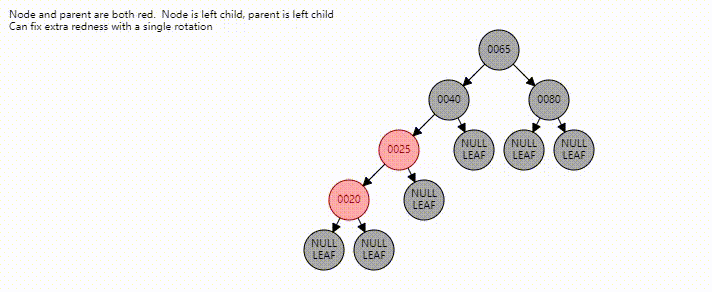 Node and parent are both red.  Node is left child, parent is left child
Can fix extra redness with a single rotation
0065
0040
0080
0025
NULL
LEAF
NULL
LEAF
NULL
LEAF
0020
NULL
LEAF
NULL
LEAF
NULL
LEAF